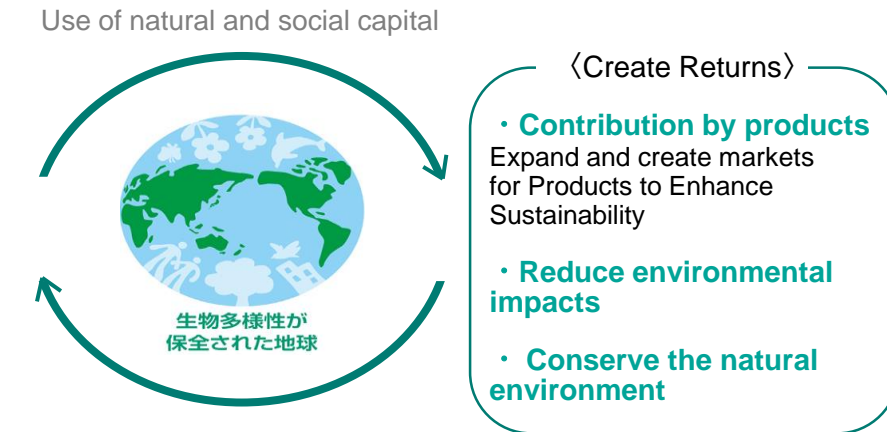 Use of natural and social capital
生物多様性が
保全された地球
〈Create Returns〉
・Contribution by products
Expand and create markets
for Products to Enhance
Sustainability
・Reduce environmental
impacts
・ Conserve the natural
environment